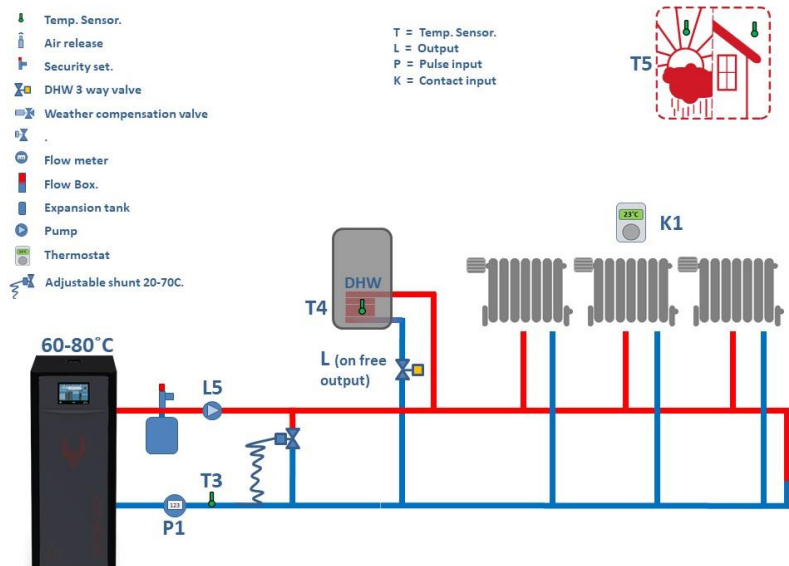 Temp. Sensor.
Air release
Security set.
DHW 3 way valve
Weather compensation valve
.
Flow meter
Flow Box.
Expansion tank
Pump
Thermostat
Adjustable shunt 20-70C.
T = Temp. Sensor.
L = Output
P = Pulse input
K = Contact input
T5
23°C
K1
DHW
T4
L (on free
output)
60-80°C
L5
T3
123
P1